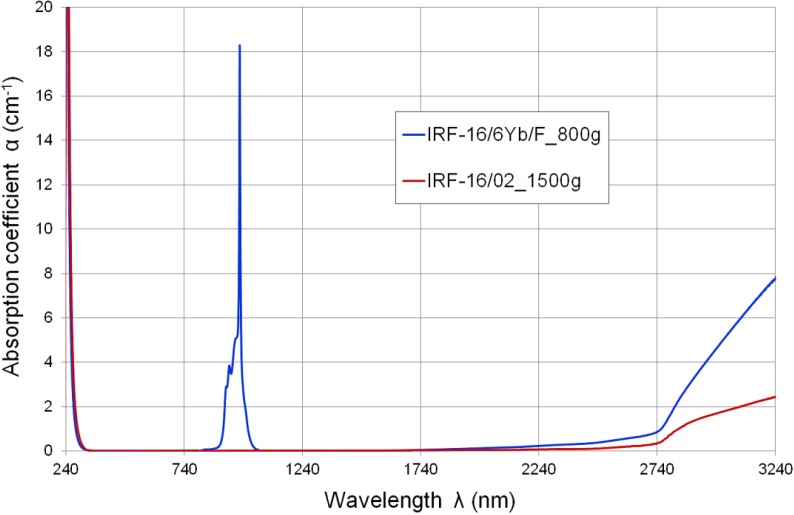 20
18
16
14
12
10
8
6
4
2
0
Absorption coefficient α (cm-1)
IRF-16/6Yb/F_800g
IRF-16/02_1500g
240 740 1240 1740 2240 2740 3240
Wavelength λ (nm)